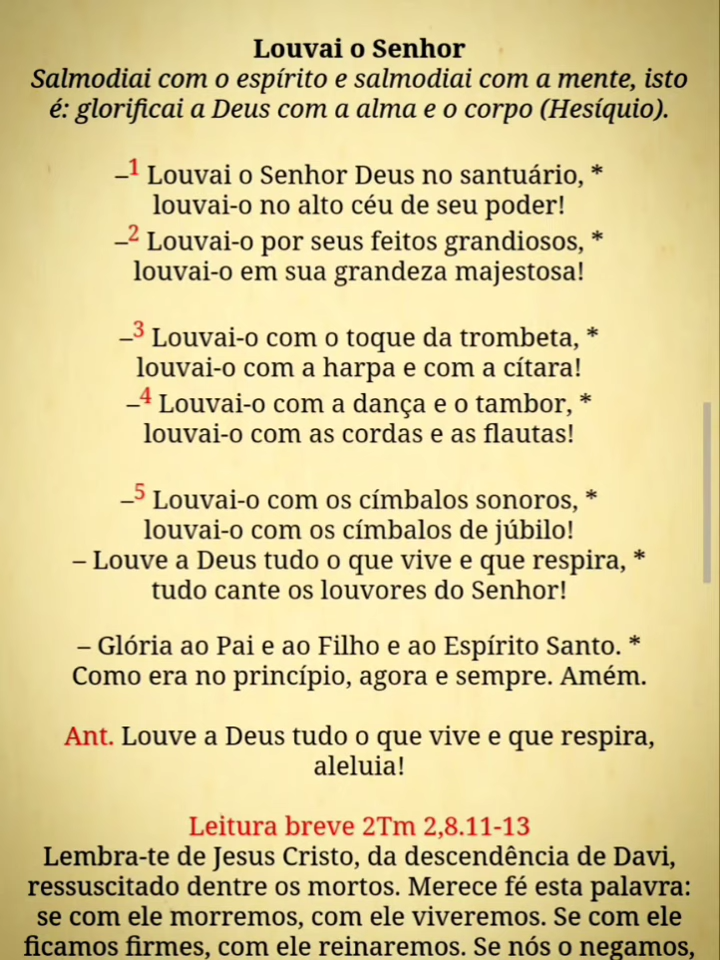 Louvai o Senhor
Salmodiai com o espírito e salmodiai com a mente, isto
é: glorificai a Deus com a alma e o corpo (Hesíquio).
–1 Louvai o Senhor Deus no santuário, *
louvai-o no alto céu de seu poder!
–2 Louvai-o por seus feitos grandiosos, *
louvai-o em sua grandeza majestosa!
–3 Louvai-o com o toque da trombeta, *
louvai-o com a harpa e com a cítara!
–4 Louvai-o com a dança e o tambor, *
louvai-o com as cordas e as flautas!
–5 Louvai-o com os címbalos sonoros, *
louvai-o com os címbalos de júbilo!
– Louve a Deus tudo o que vive e que respira, *
tudo cante os louvores do Senhor!
– Glória ao Pai e ao Filho e ao Espírito Santo. *
Como era no princípio, agora e sempre. Amém.
Ant. Louve a Deus tudo o que vive e que respira,
aleluia!
Leitura breve 2Tm 2,8.11-13
Lembra-te de Jesus Cristo, da descendência de Davi,
ressuscitado dentre os mortos. Merece fé esta palavra:
se com ele morremos, com ele viveremos. Se com ele
ficamos firmes, com ele reinaremos. Se nós o negamos,